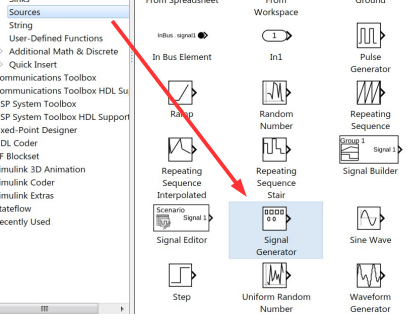 Sinks
Sources
String
User-Defined Functions
Additional Math & Discrete
Quick Insert
ommunications Toolbox
ommunications Toolbox HDL Su
SP System Toolbox
SP System Toolbox HDL Support
xed-Point Designer
DL Coder
F Blockset
imulink 3D Animation
imulink Coder
imulink Extras
tateflow
ecently Used
From Spreadsheet
From
Workspace
Ground
InBus.signal1
In Bus Element
1
In1
Pulse
Generator
Ramp
Random
Number
Repeating
Sequence
Repeating
Sequence
Interpolated
Repeating
Sequence
Stair
Group 1
Signal 1
Signal Builder
Scenario
Signal 1
Signal Editor
Signal
Generator
Sine Wave
Step
Uniform Random
Number
Waveform
Generator